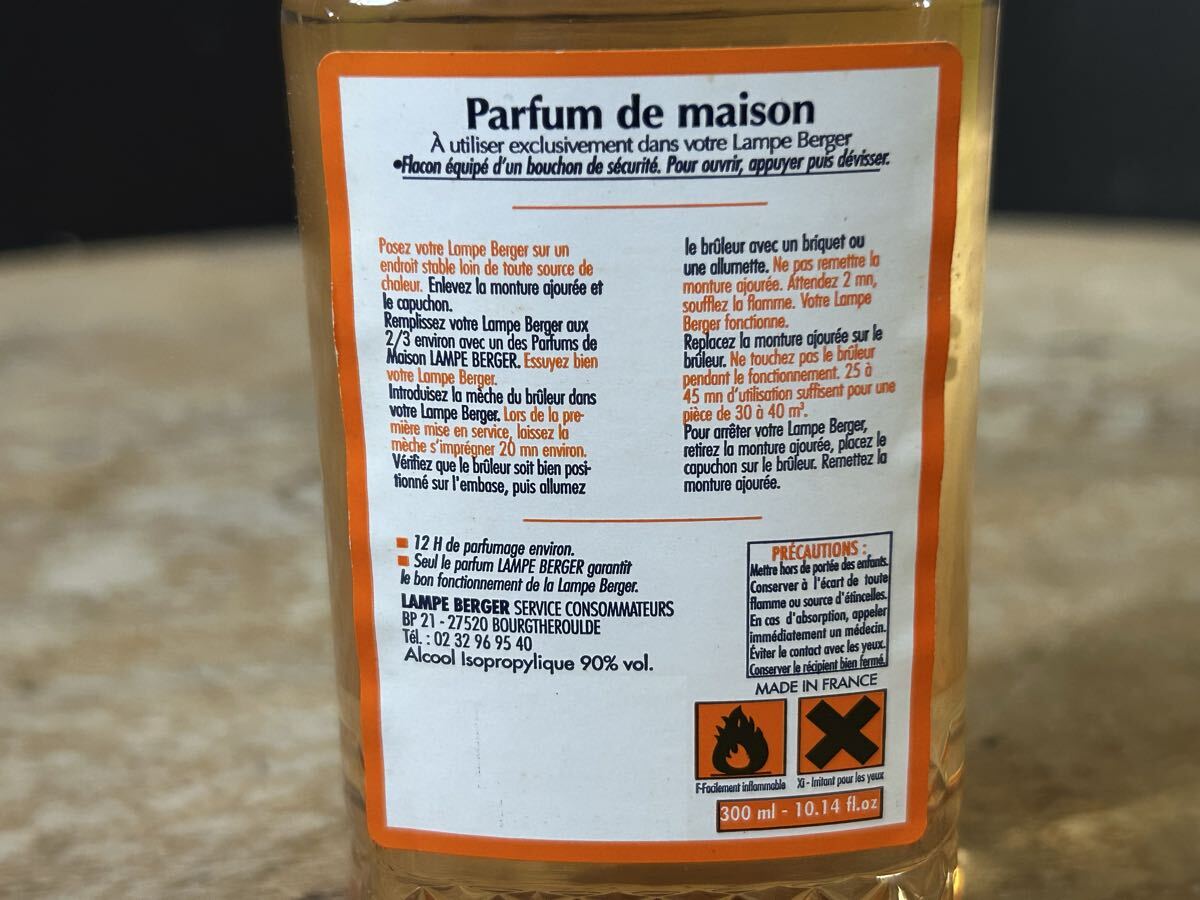 Parfum de maison
À utiliser exclusivement dans votre Lampe Berger
•Flacon équipé d'un bouchon de sécurité. Pour ouvrir, appuyer puis dévisser.
Posez votre Lampe Berger sur un
endroit stable loin de toute source de
chaleur. Enlevez la monture ajourée et
le capuchon.
Remplissez votre Lampe Berger aux
2/3 environ avec un des Parfums de
Maison LAMPE BERGER. Essuyez bien
votre Lampe Berger.
Introduisez la mèche du brûleur dans
votre Lampe Berger. Lors de la pre-
mière mise en service, laissez la
mèche s'imprégner 20 mn environ.
Vérifiez que le brûleur soit bien posi-
tionné sur l'embase, puis allumez
le brûleur avec un briquet ou
une allumette. Ne pas remettre la
monture ajourée. Attendez 2 mn,
soufflez la flamme. Votre Lampe
Berger fonctionne.
Replacez la monture ajourée sur le
brûleur. Ne touchez pas le brûleur
pendant le fonctionnement. 25 à
45 mn d'utilisation suffisent pour une
pièce de 30 à 40 m³.
Pour arrêter votre Lampe Berger,
retirez la monture ajourée, placez le
capuchon sur le brûleur. Remettez la
monture ajourée.
■ 12 H de parfumage environ.
■ Seul le parfum LAMPE BERGER garantit
le bon fonctionnement de la Lampe Berger.
LAMPE BERGER SERVICE CONSOMMATEURS
BP 21 - 27520 BOURGTHEROULDE
Tél. : 02 32 96 95 40
Alcool Isopropylique 90% vol.
PRÉCAUTIONS :
Mettre hors de portée des enfants.
Conserver à l'écart de toute
flamme ou source d'étincelles.
En cas d'absorption, appeler
immédiatement un médecin.
Éviter le contact avec les yeux.
Conserver le récipient bien fermé.
MADE IN FRANCE
F-Facilement inflammable
Xi - Irritant pour les yeux
300 ml - 10.14 fl.oz